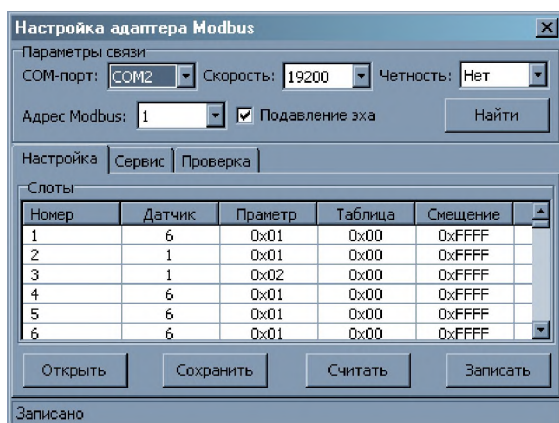 Настройка адаптера Modbus
Параметры связи
COM-порт: COM2 Скорость: 19200 Четность: Нет
Адрес Modbus: 1 Подавление эха Найти
Настройка Сервис Проверка
Слоты
Номер Датчик Праметр Таблица Смещение
1 6 0x01 0x00 0xFFFF
2 1 0x01 0x00 0xFFFF
3 1 0x02 0x00 0xFFFF
4 6 0x01 0x00 0xFFFF
5 6 0x01 0x00 0xFFFF
6 6 0x01 0x00 0xFFFF
Открыть Сохранить Считать Записать
Записано